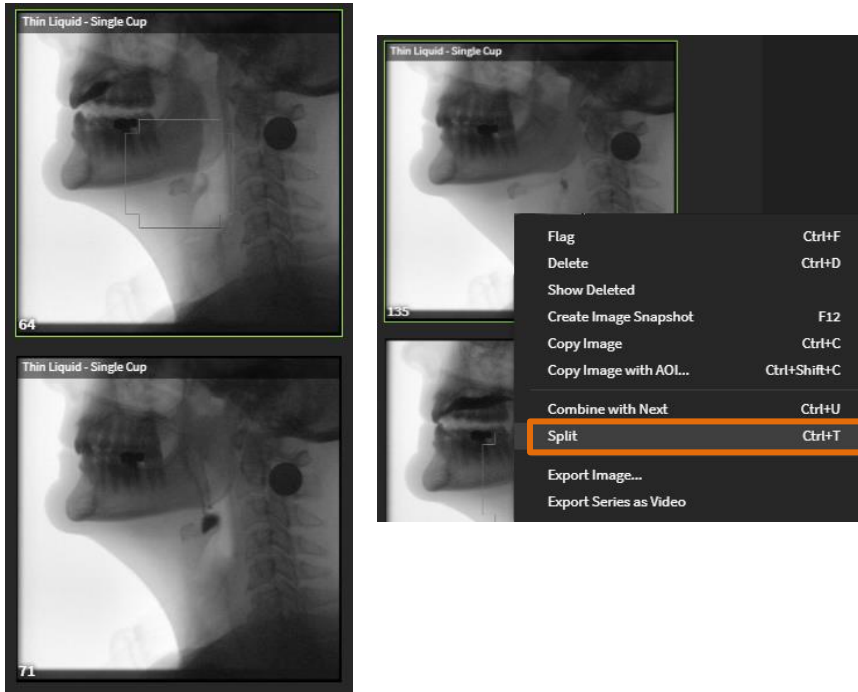 Thin Liquid - Single Cup
64
Thin Liquid - Single Cup
71
Thin Liquid - Single Cup
135
Flag Ctrl+F
Delete Ctrl+D
Show Deleted
Create Image Snapshot F12
Copy Image Ctrl+C
Copy Image with AOI... Ctrl+Shift+C
Combine with Next Ctrl+U
Split Ctrl+T
Export Image...
Export Series as Video